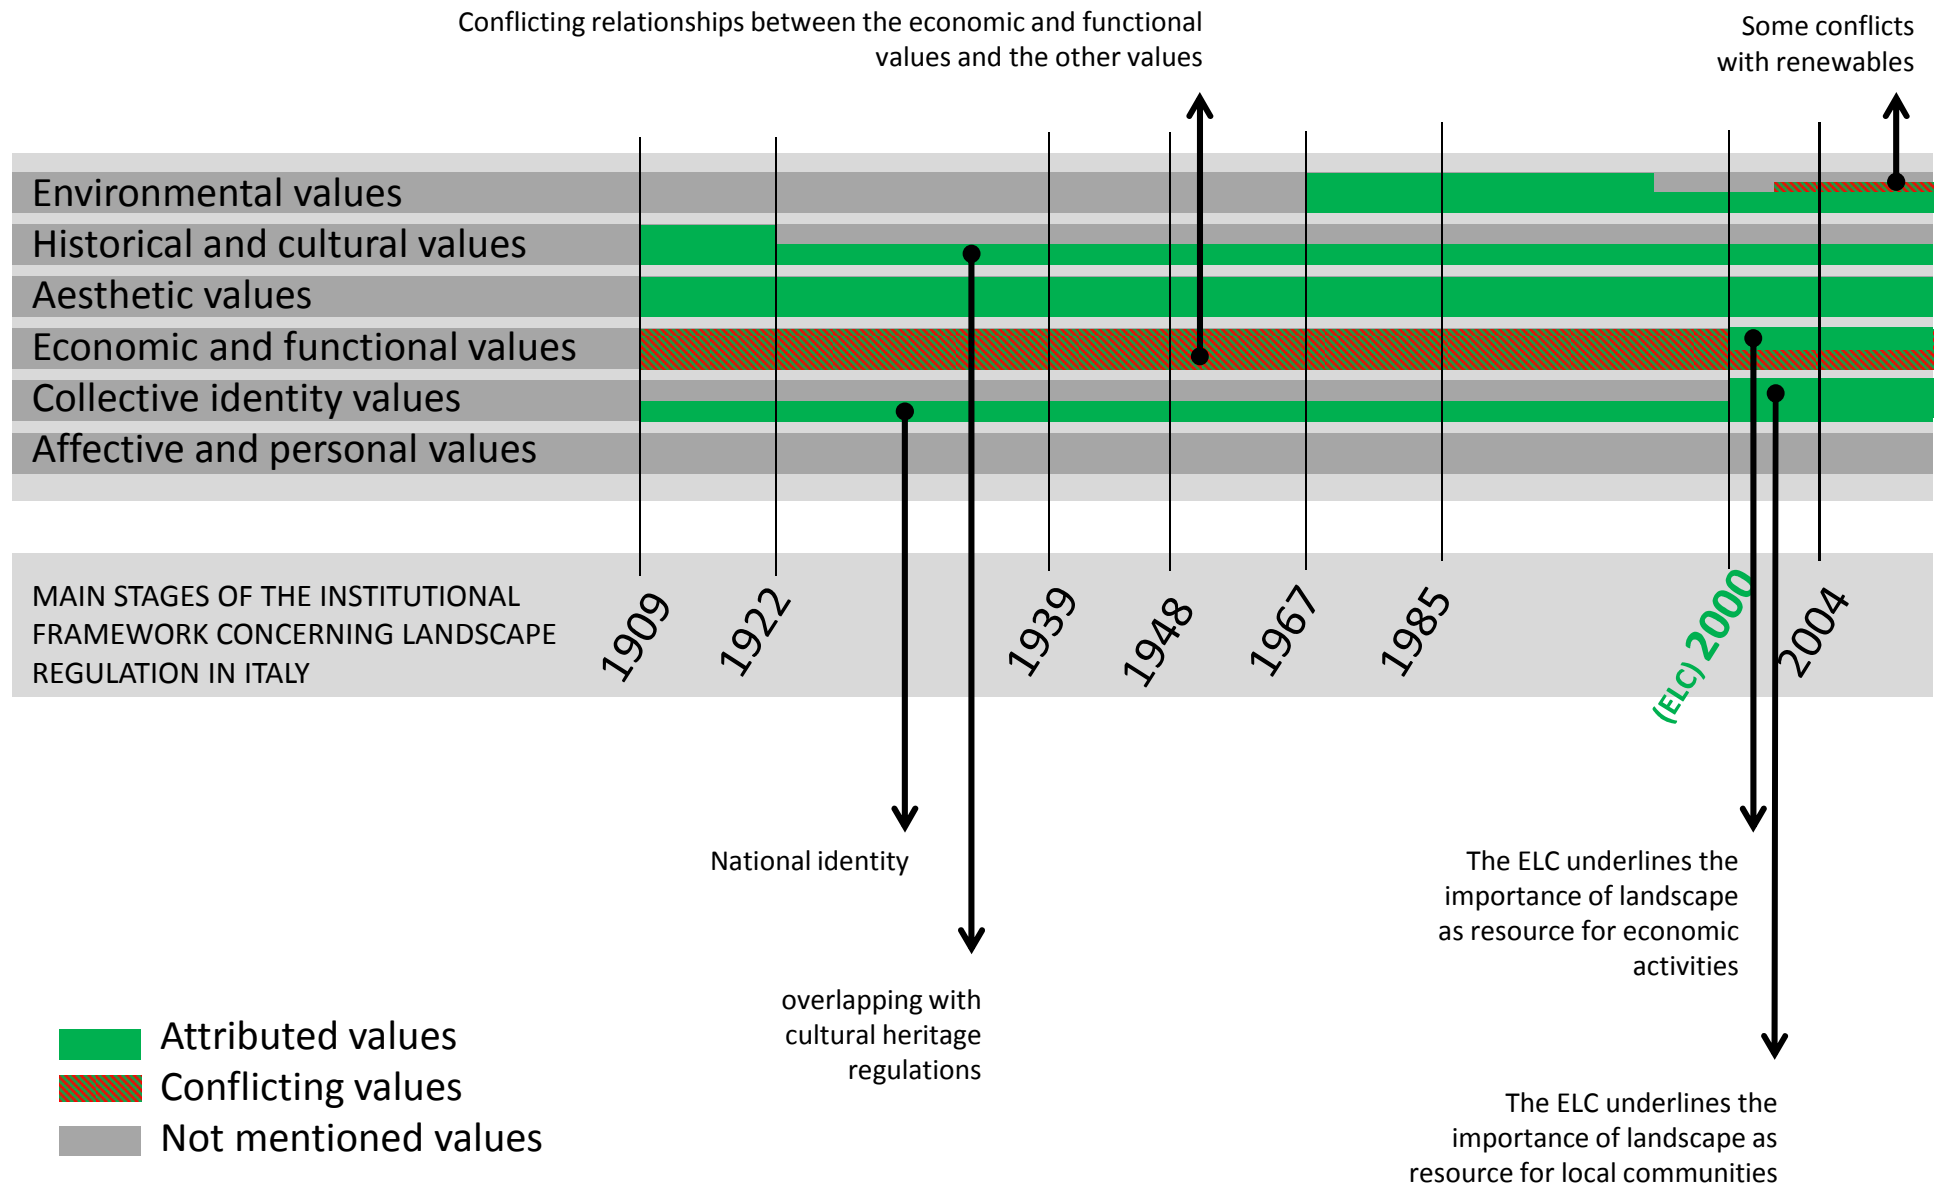 Conflicting relationships between the economic and functional
values and the other values
Some conflicts
with renewables
Environmental values
Historical and cultural values
Aesthetic values
Economic and functional values
Collective identity values
Affective and personal values
MAIN STAGES OF THE INSTITUTIONAL
FRAMEWORK CONCERNING LANDSCAPE
REGULATION IN ITALY
1909
1922
1939
1948
1967
1985
(ELC) 2000
2004
National identity
overlapping with
cultural heritage
regulations
The ELC underlines the
importance of landscape
as resource for economic
activities
The ELC underlines the
importance of landscape as
resource for local communities
Attributed values
Conflicting values
Not mentioned values